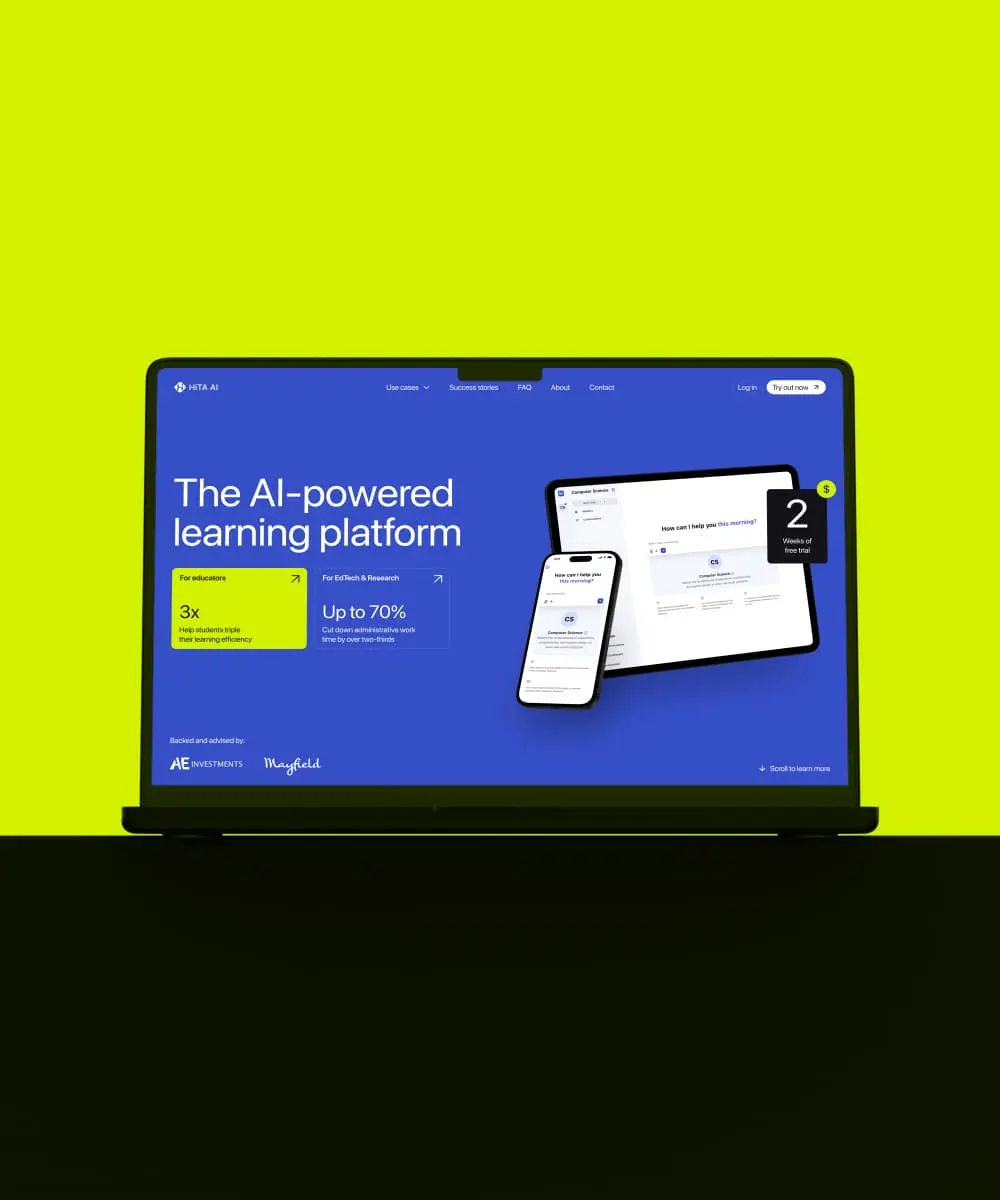 HiTA AI
Use cases
Success stories
FAQ
About
Contact
Log in
Try out now
The AI-powered
learning platform
For educators
3x
Help students triple
their learning efficiency
For EdTech & Research
Up to 70%
Cut down administrative work
time by over two-thirds
Computer Science
CS
How can I help you this morning?
CS
Computer Science
$
2
Weeks of
free trial
How can I help you
this morning?
CS
Computer Science
Backed and advised by:
AE INVESTMENTS
Mayfield
Scroll to learn more